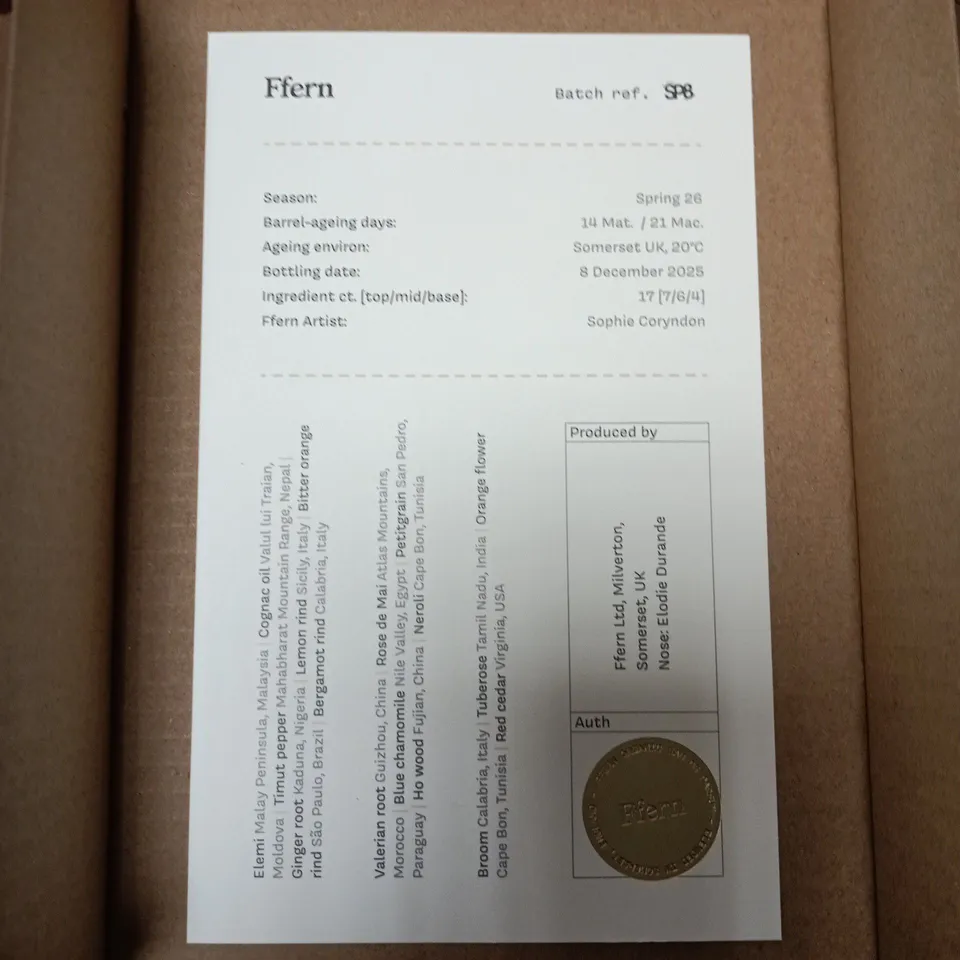 Ffern
Batch ref. SP8
Season: Spring 26
Barrel-ageing days: 14 Mat. / 21 Mac.
Ageing environ: Somerset UK, 20°C
Bottling date: 8 December 2025
Ingredient ct. [top/mid/base]: 17 [7/6/4]
Ffern Artist: Sophie Coryndon
Elemi Malay Peninsula, Malaysia | Cognac oil Valul lui Traian,
Moldova | Timut pepper Mahabharat Mountain Range, Nepal |
Ginger root Kaduna, Nigeria | Lemon rind Sicily, Italy | Bitter orange
rind São Paulo, Brazil | Bergamot rind Calabria, Italy
Valerian root Guizhou, China | Rose de Mai Atlas Mountains,
Morocco | Blue chamomile Nile Valley, Egypt | Petitgrain San Pedro,
Paraguay | Ho wood Fujian, China | Neroli Cape Bon, Tunisia
Broom Calabria, Italy | Tuberose Tamil Nadu, India | Orange flower
Cape Bon, Tunisia | Red cedar Virginia, USA
Produced by
Ffern Ltd, Milverton,
Somerset, UK
Nose: Elodie Durande
Auth
Ffern